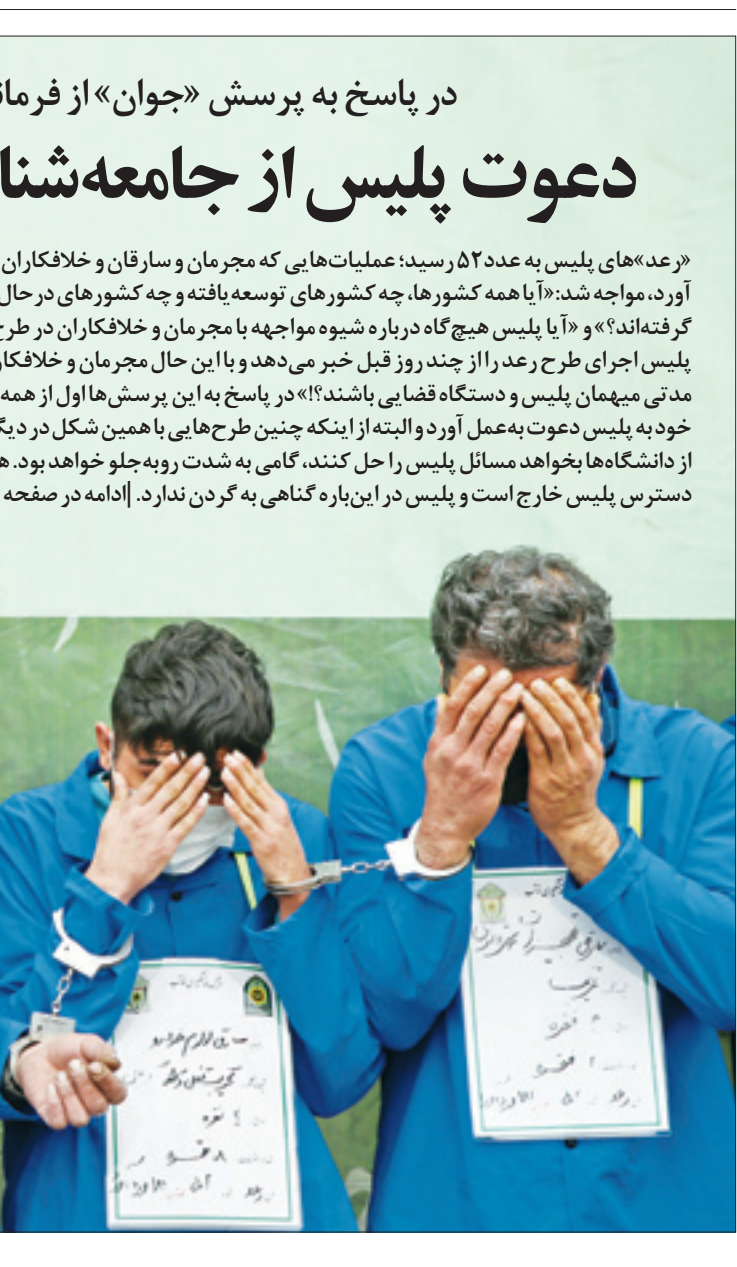 در پاسخ به پرسش «جوان» از فرمان
دعوت پلیس از جامعه‌شنا
«رعد»های پلیس به عدد ۵۲ رسید؛ عملیات‌هایی که مجرمان و سارقان و خلافکاران
آورد، مواجه شد: «آیا همه کشورها، چه کشورهای توسعه یافته و چه کشورهای در حال
گرفته‌اند؟» و «آیا پلیس هیچ گاه درباره شیوه مواجهه با مجرمان و خلافکاران در طرح
پلیس اجرای طرح رعد را از چند روز قبل خبر می‌دهد و با این حال مجرمان و خلافکار
مدتی میهمان پلیس و دستگاه قضایی باشند؟!» در پاسخ به این پرسش‌ها اول از همه
خود به پلیس دعوت به‌عمل آورد و البته از اینکه چنین طرح‌هایی با همین شکل در دیگ
از دانشگاه‌ها بخواهد مسائل پلیس را حل کنند، گامی به شدت رو به جلو خواهد بود. ه
دسترس پلیس خارج است و پلیس در این‌باره گناهی به گردن ندارد. |ادامه در صفحه